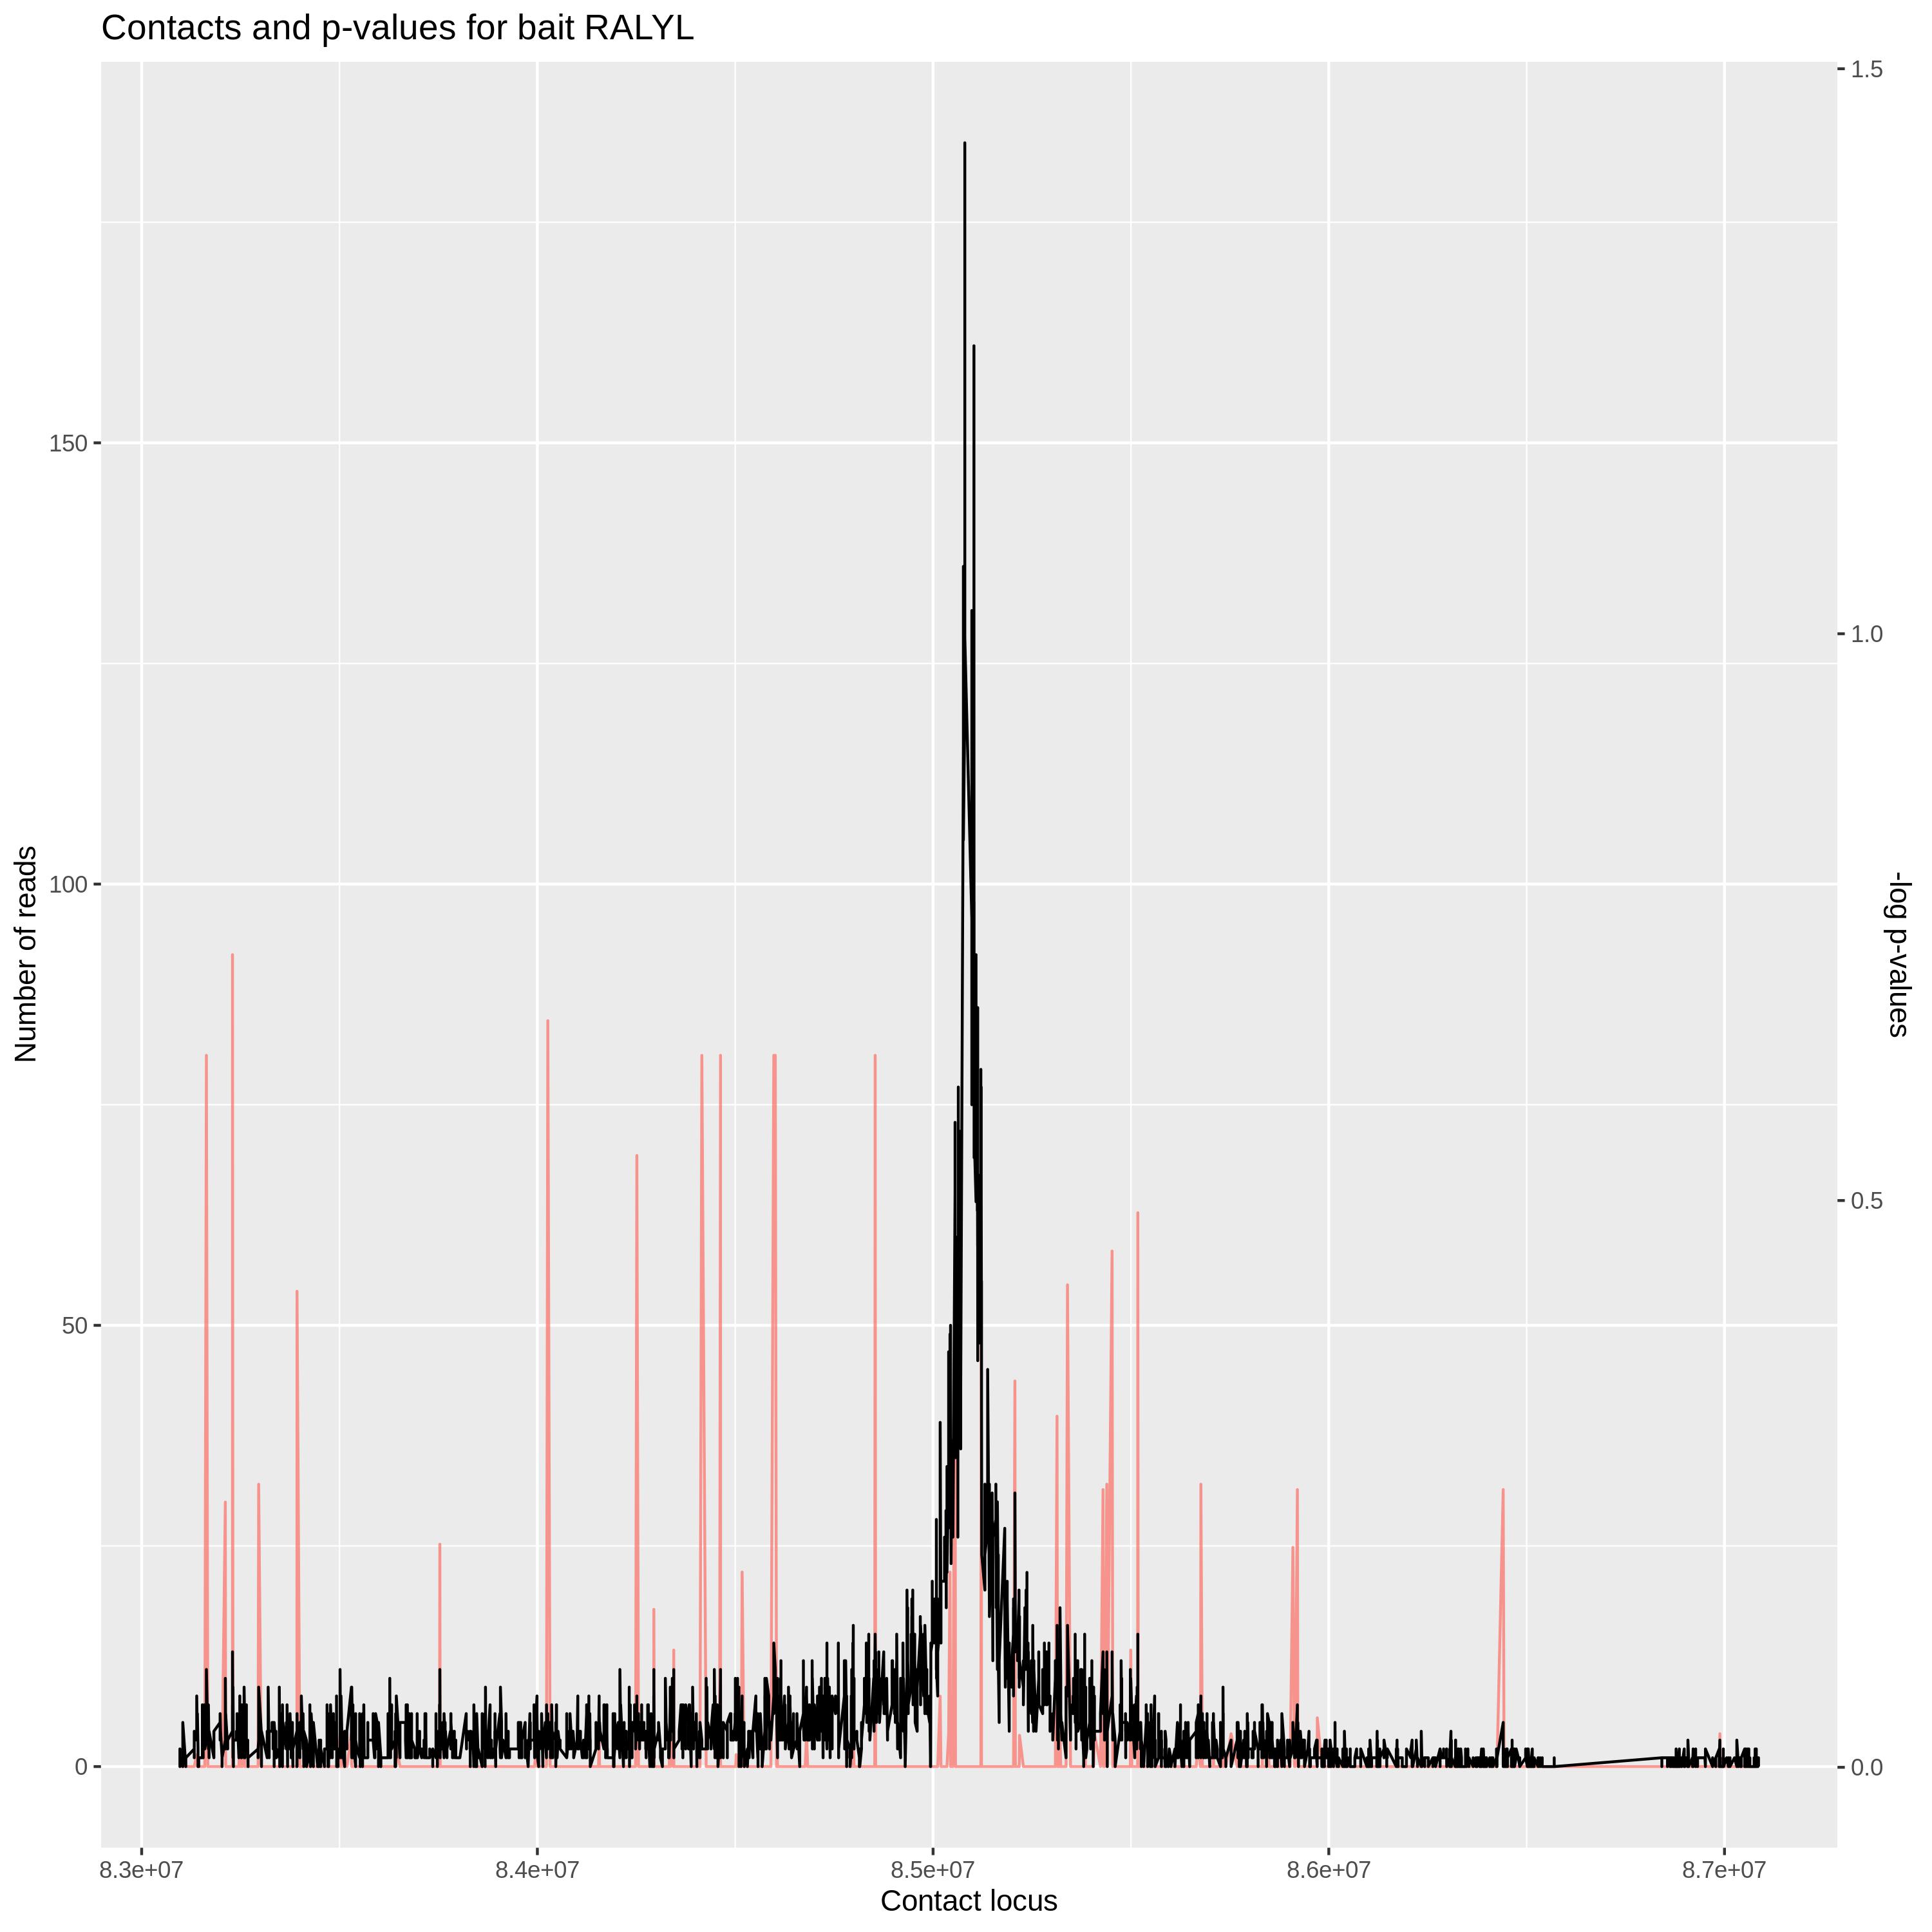 Contacts and p-values for bait RALYL
1.5
150
1.0
100
0.5
50
0
0.0
Number of reads
-log p-values
8.3e+07 8.4e+07 8.5e+07 8.6e+07 8.7e+07
Contact locus